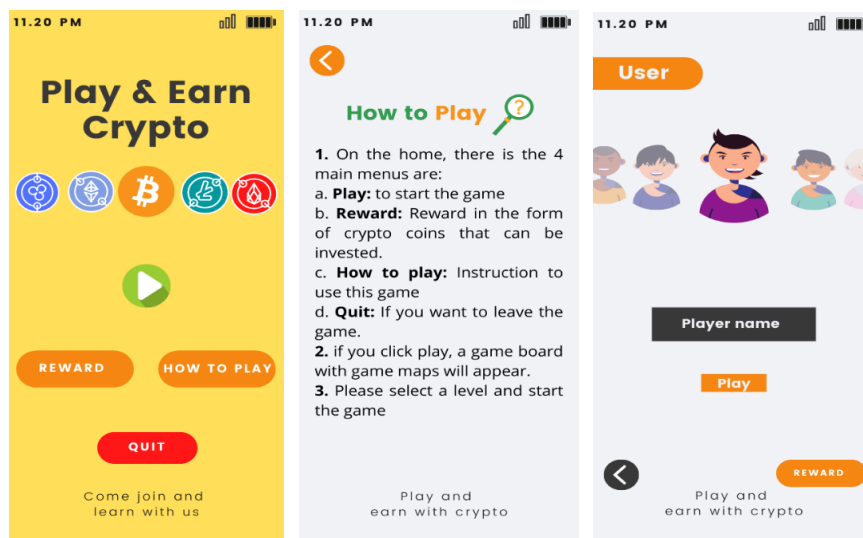 11.20 PM
Play & Earn
Crypto
REWARD
HOW TO PLAY
QUIT
Come join and
learn with us
11.20 PM
How to Play
?
1. On the home, there is the 4
main menus are:
a. Play: to start the game
b. Reward: Reward in the form
of crypto coins that can be
invested.
c. How to play: Instruction to
use this game
d. Quit: If you want to leave the
game.
2. if you click play, a game board
with game maps will appear.
3. Please select a level and start
the game
Play and
earn with crypto
11.20 PM
User
Player name
Play
REWARD
Play and
earn with crypto